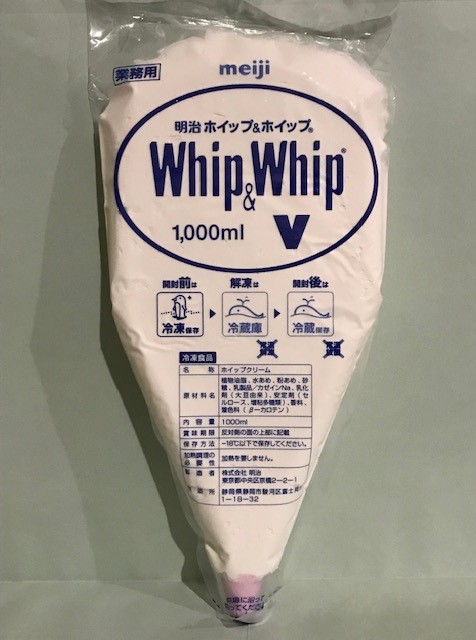 業務用
meiji
明治 ホイップ&ホイップ®
Whip & Whip®
1,000ml V
開封前は 解凍は 開封後は
冷凍保存 冷蔵庫 冷蔵保存
冷凍食品
名称 ホイップクリーム
原材料名 植物油脂、水あめ、粉あめ、砂
糖、乳製品/カゼインNa、乳化
剤(大豆由来)、安定剤(セ
ルロース、増粘多糖類)、香料、
着色料(β-カロテン)
内容量 1000ml
賞味期限 反対側の面の上部に記載
保存方法 -18℃以下で保存してください。
加熱調理の
必要性 加熱を要しません。
製造者 株式会社 明治
東京都中央区京橋2-2-1
静岡県静岡市駿河区富士見
1-18-32